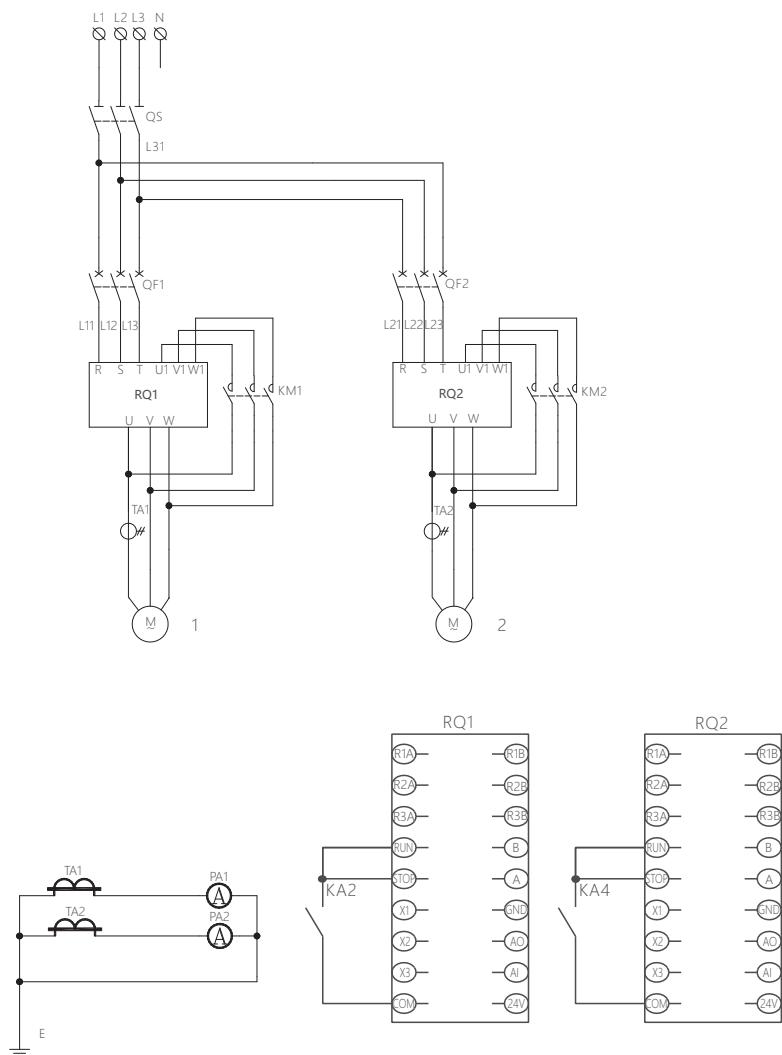 L1 L2 L3 N
QS
L31
QF1
QF2
L11 L12 L13
L21 L22 L23
R S T U1 V1 W1
R S T U1 V1 W1
RQ1
KM1
RQ2
KM2
U V W
U V W
TA1
TA2
M
~
1
M
~
2
RQ1
RQ2
R1A
R1B
R1A
R1B
R2A
R2B
R2A
R2B
R3A
R3B
R3A
R3B
RUN
B
RUN
B
STOP
A
STOP
A
KA2
KA4
X1
GND
X1
GND
X2
AO
X2
AO
X3
AI
X3
AI
COM
24V
COM
24V
TA1
PA1
A
TA2
PA2
A
E